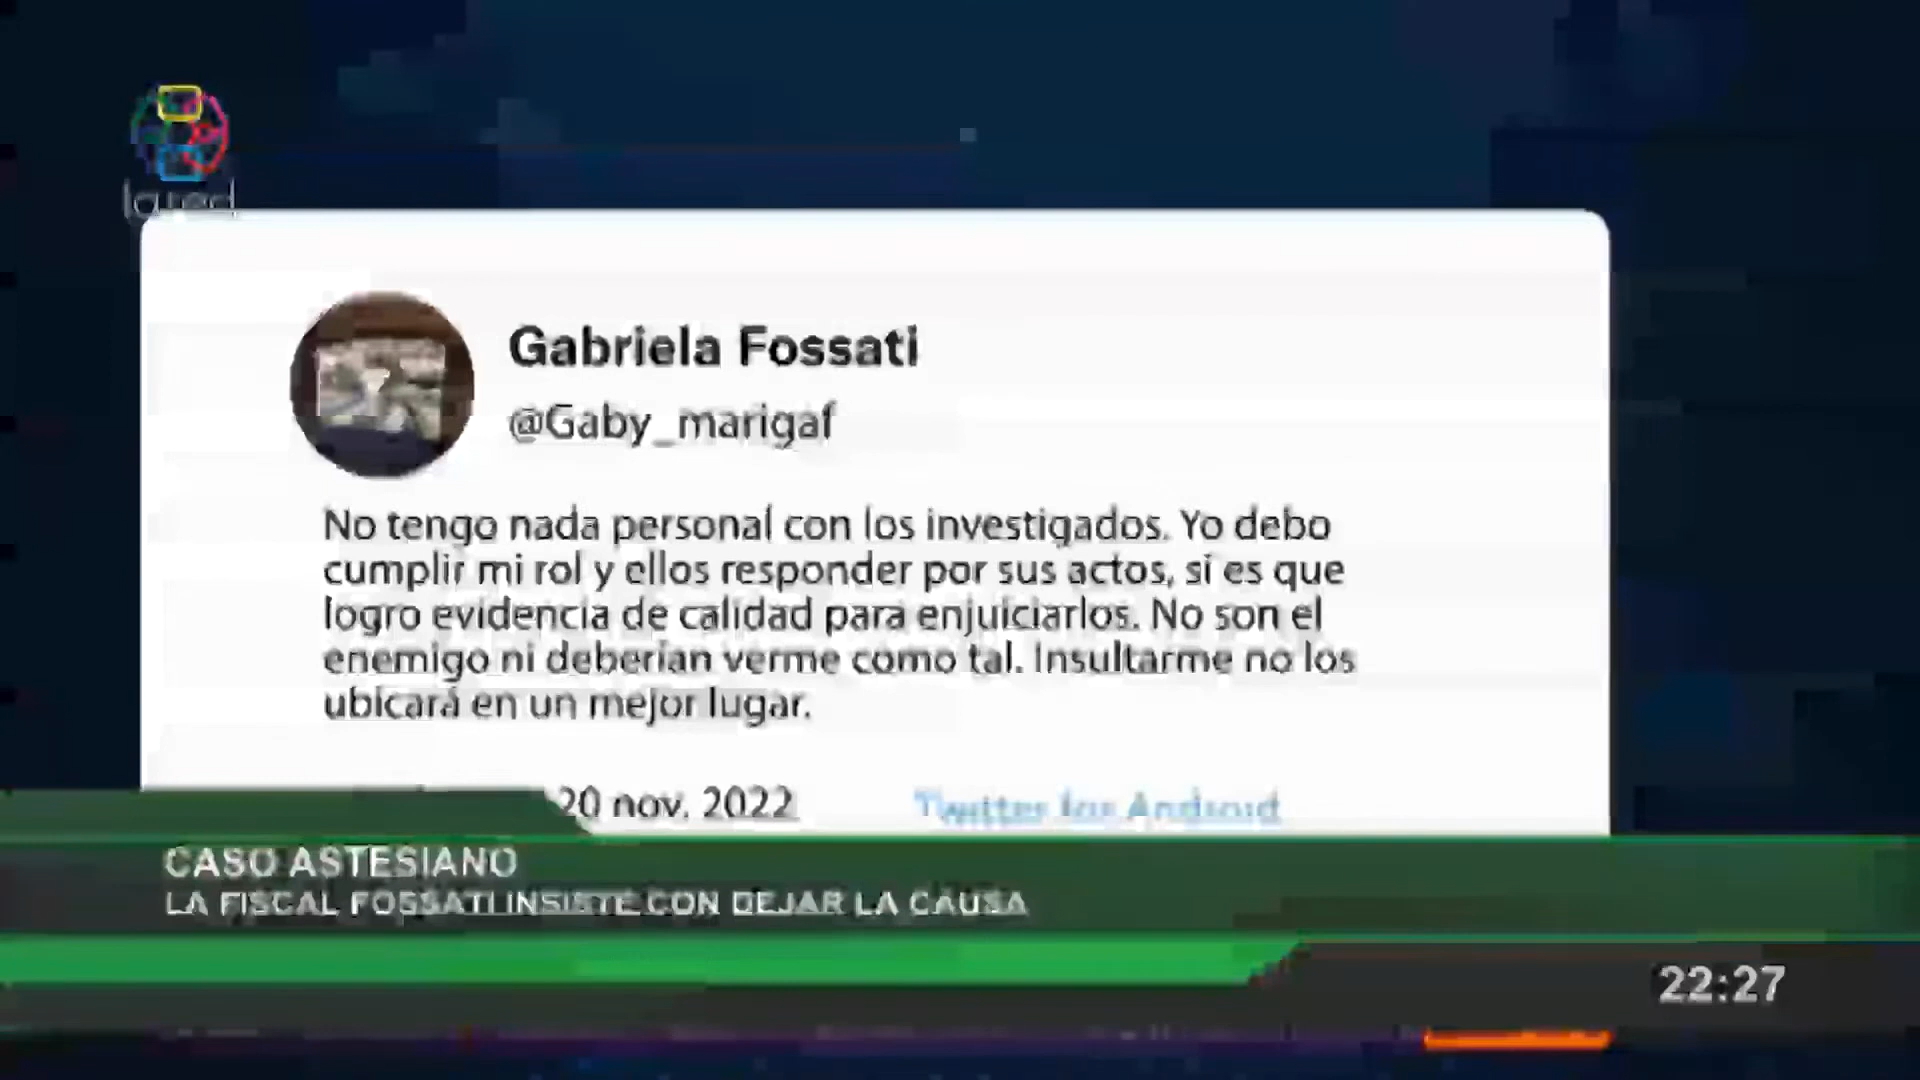 la red
Gabriela Fossati
@Gaby_marigaf
No tengo nada personal con los investigados. Yo debo
cumplir mi rol y ellos responder por sus actos, si es que
logro evidencia de calidad para enjuiciarlos. No son el
enemigo ni deberían verme como tal. Insultarme no los
ubicará en un mejor lugar.
20 nov. 2022 Twitter for Android
CASO ASTESIANO
LA FISCAL FOSSATI INSISTE CON DEJAR LA CAUSA
22:27